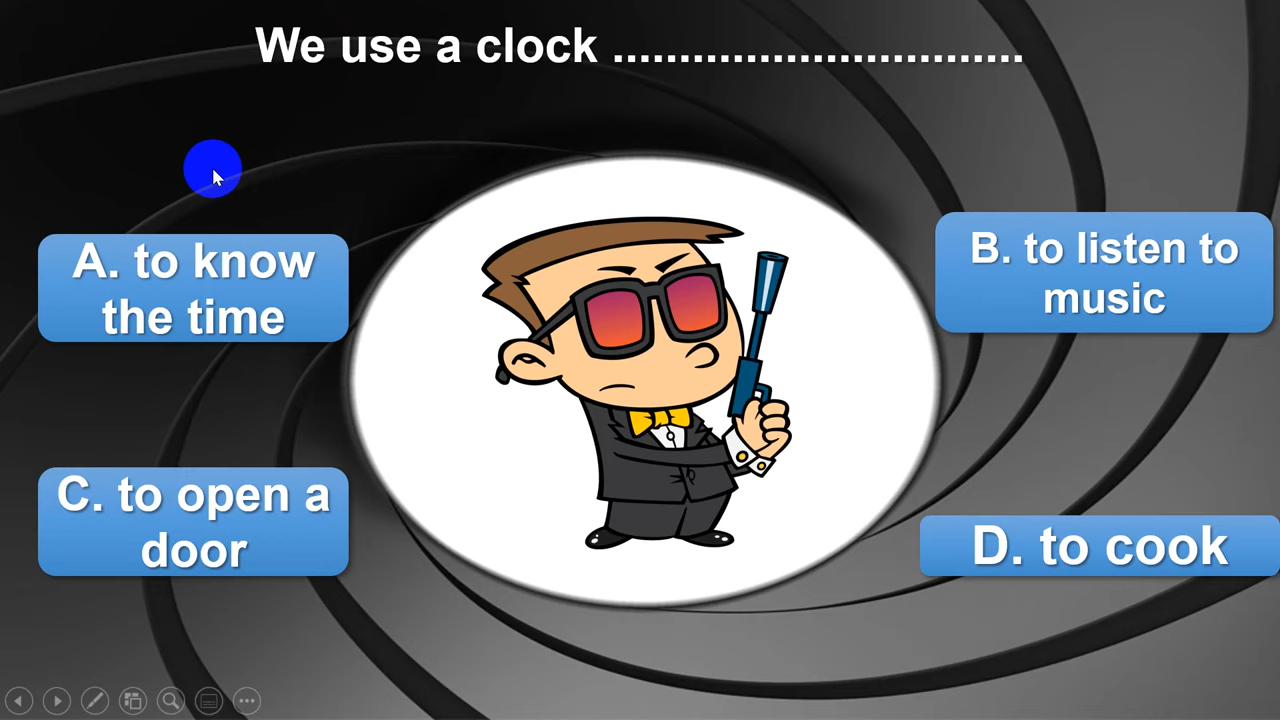 We use a clock ...............................
A. to know
the time
B. to listen to
music
C. to open a
door
D. to cook